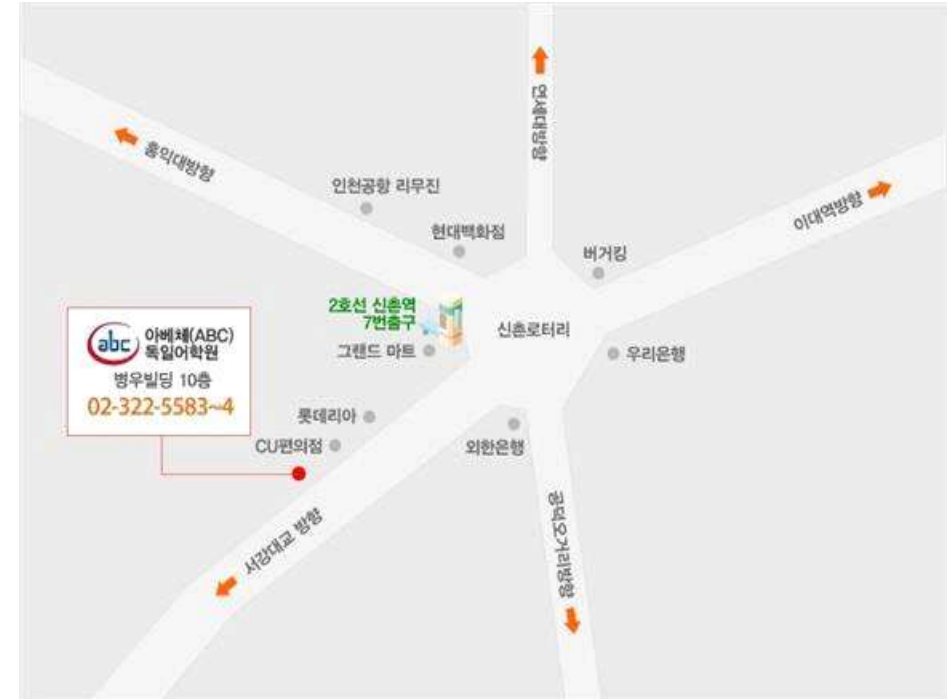 연세대방향
홍익대방향
인천공항 리무진
이대역방향
현대백화점
버거킹
2호선 신촌역
7번출구
신촌로터리
abc
아베체(ABC)
독일어학원
병우빌딩 10층
02-322-5583~4
그랜드 마트
우리은행
롯데리아
CU편의점
외한은행
서강대교 방향
공덕오거리방향